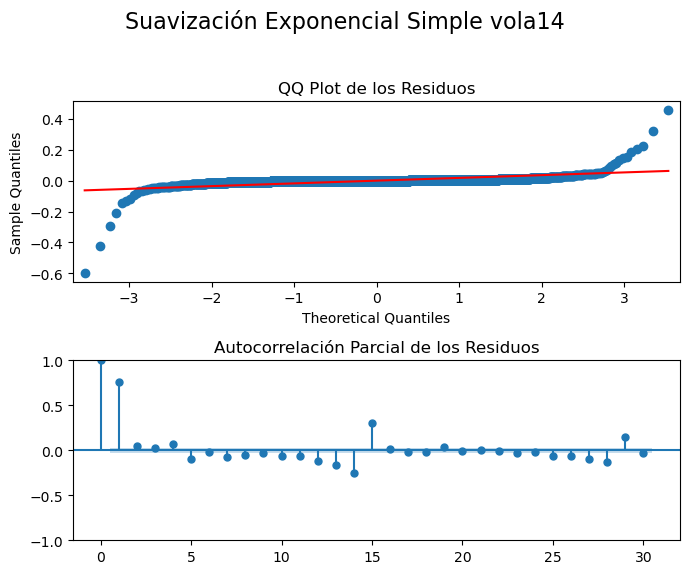 Suavización Exponencial Simple vola14
QQ Plot de los Residuos
Sample Quantiles
0.4
0.2
0.0
−0.2
−0.4
−0.6
−3 −2 −1 0 1 2 3
Theoretical Quantiles
Autocorrelación Parcial de los Residuos
1.0
0.5
0.0
−0.5
−1.0
0 5 10 15 20 25 30